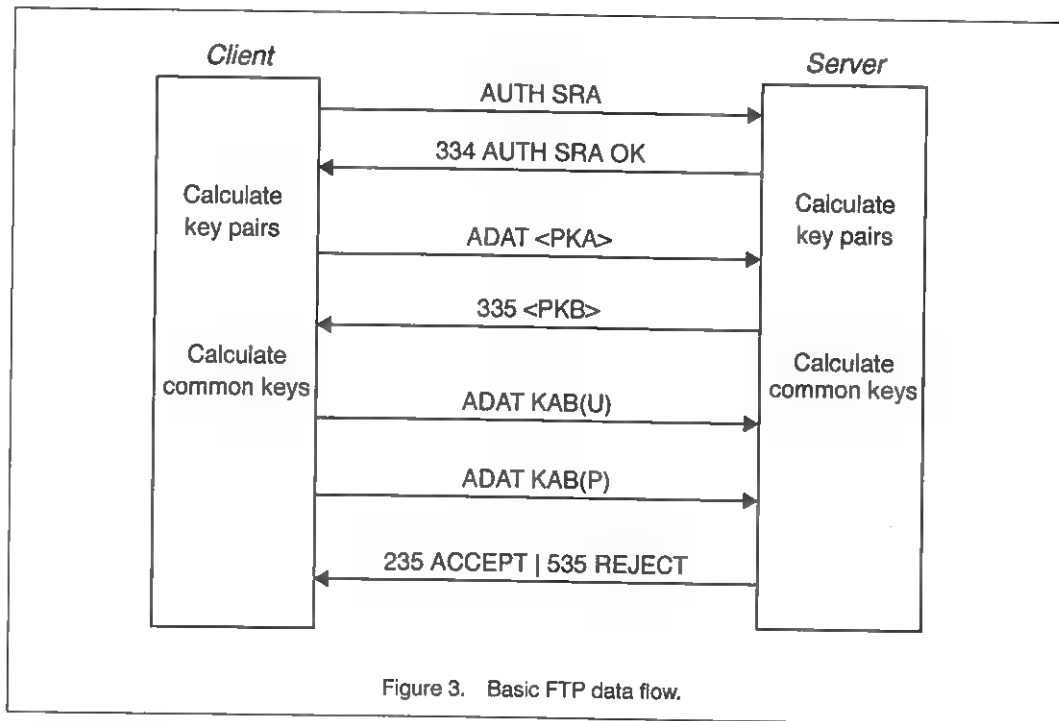 Client
Server
AUTH SRA
334 AUTH SRA OK
Calculate
key pairs
Calculate
key pairs
ADAT <PKA>
335 <PKB>
Calculate
common keys
Calculate
common keys
ADAT KAB(U)
ADAT KAB(P)
235 ACCEPT | 535 REJECT
Figure 3. Basic FTP data flow.